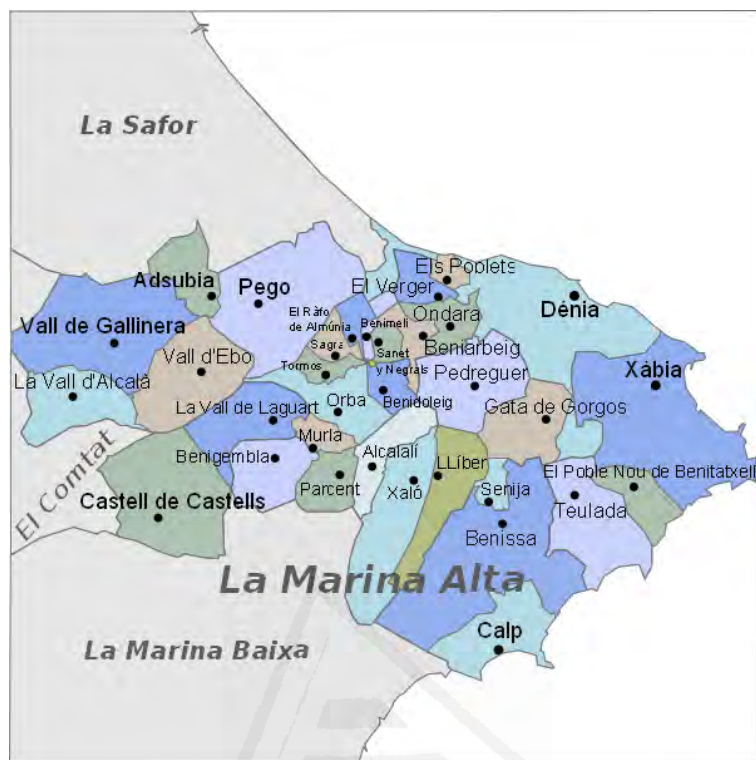 La Safor
Els Poblets
Adsubia
Pego
El Verger
Dénia
Ondara
El Ràfo
de Almúnia
Benimeli
Vall de Gallinera
Sagra
Sanet
Beniarbeig
Vall d'Ebo
Tormos
y Negrals
Pedreguer
Xàbia
La Vall d'Alcalà
Benidoleig
La Vall de Laguart
Orba
Gata de Gorgos
Murla
El Comtat
Benigembla
Alcalalí
LLíber
El Poble Nou de Benitatxell
Parcent
Xaló
Senija
Castell de Castells
Teulada
Benissa
La Marina Alta
Calp
La Marina Baixa